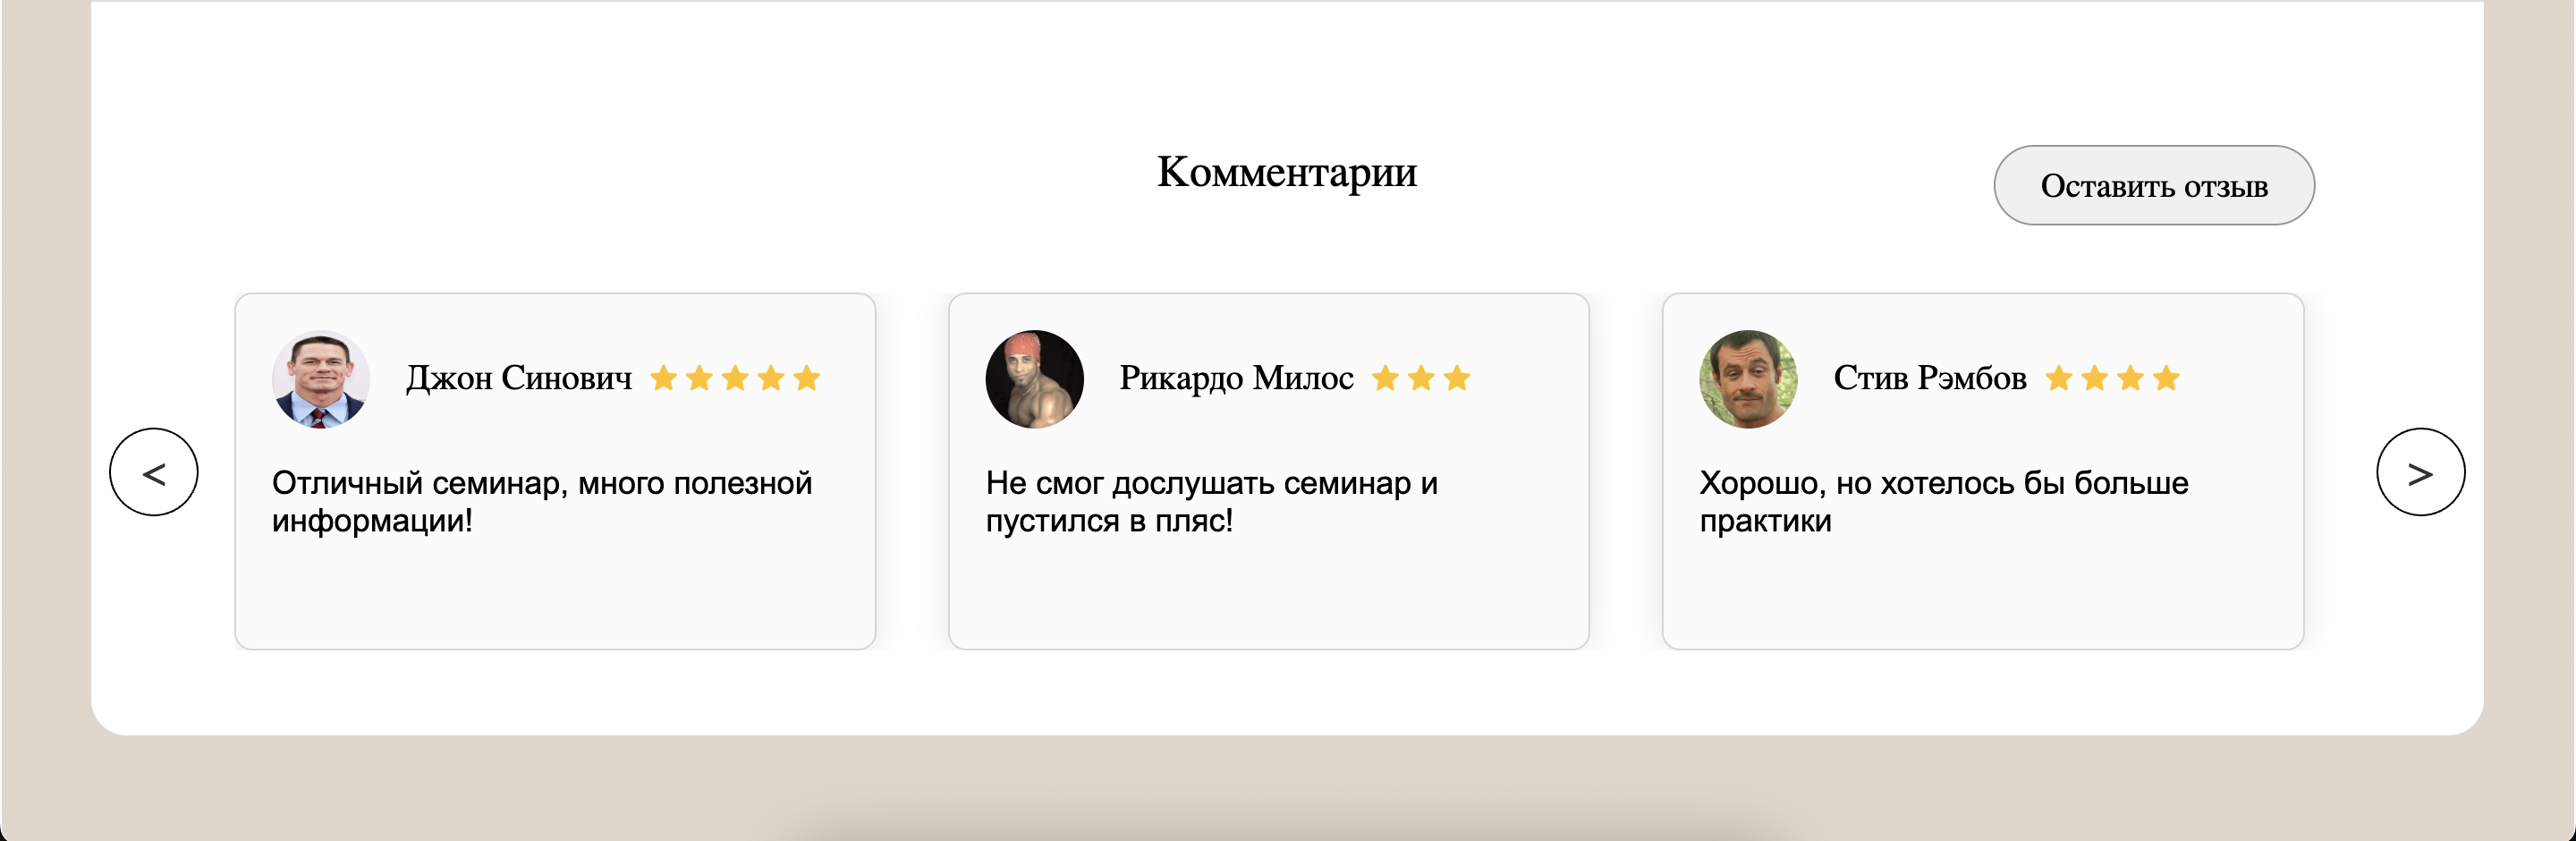 Комментарии
Оставить отзыв
Джон Синович
Отличный семинар, много полезной
информации!
Рикардо Милос
Не смог дослушать семинар и
пустился в пляс!
Стив Рэмбов
Хорошо, но хотелось бы больше
практики
<
>